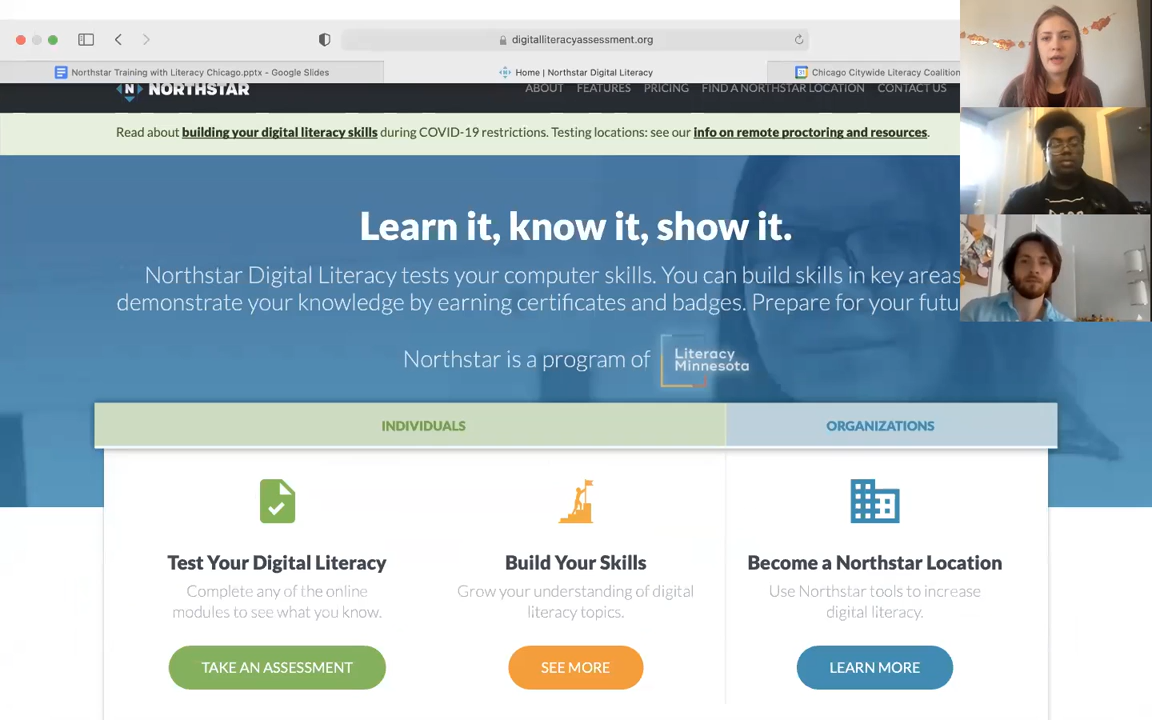 digitalliteracyassessment.org
Northstar Training with Literacy Chicago.pptx - Google Slides
Home | Northstar Digital Literacy
Chicago Citywide Literacy Coalition
N NORTHSTAR
ABOUT FEATURES PRICING FIND A NORTHSTAR LOCATION CONTACT US
Read about building your digital literacy skills during COVID-19 restrictions. Testing locations: see our info on remote proctoring and resources.
Learn it, know it, show it.
Northstar Digital Literacy tests your computer skills. You can build skills in key areas
demonstrate your knowledge by earning certificates and badges. Prepare for your futu
Northstar is a program of Literacy Minnesota
INDIVIDUALS
ORGANIZATIONS
Test Your Digital Literacy
Complete any of the online
modules to see what you know.
TAKE AN ASSESSMENT
Build Your Skills
Grow your understanding of digital
literacy topics.
SEE MORE
Become a Northstar Location
Use Northstar tools to increase
digital literacy.
LEARN MORE